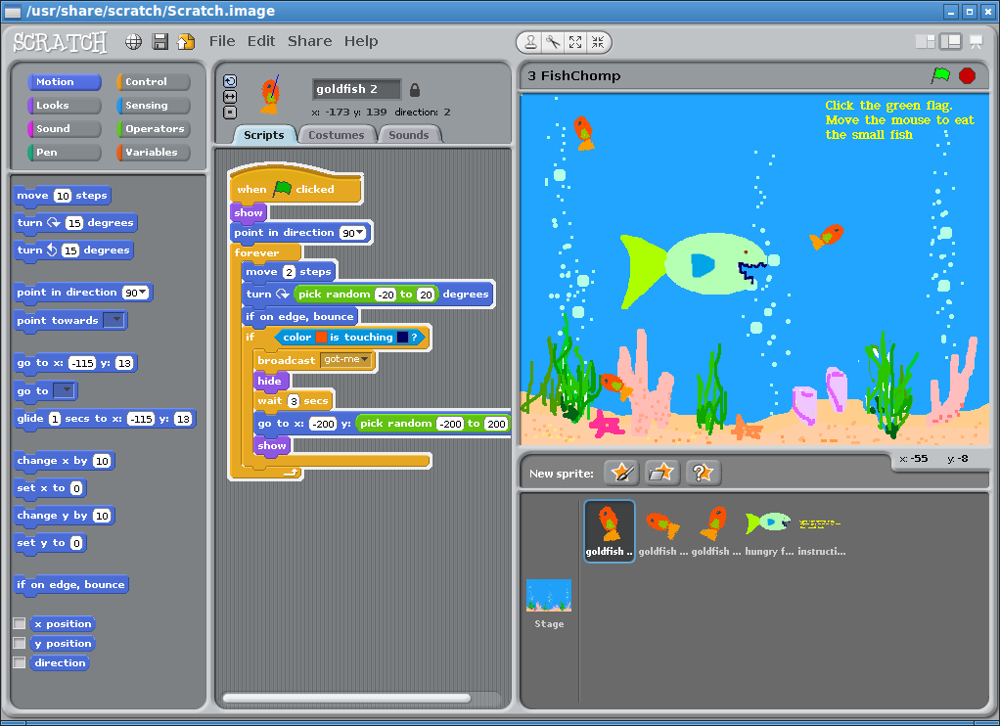 /usr/share/scratch/Scratch.image
SCRATCH File Edit Share Help
Motion Control
Looks Sensing
Sound Operators
Pen Variables
move 10 steps
turn 15 degrees
turn 15 degrees
point in direction 90
point towards
go to x: -115 y: 13
go to
glide 1 secs to x: -115 y: 13
change x by 10
set x to 0
change y by 10
set y to 0
if on edge, bounce
x position
y position
direction
goldfish 2
x: -173 y: 139 direction: 2
Scripts Costumes Sounds
when clicked
show
point in direction 90
forever
move 2 steps
turn pick random -20 to 20 degrees
if on edge, bounce
if color is touching ?
broadcast got-me
hide
wait 3 secs
go to x: -200 y: pick random -200 to 200
show
3 FishChomp
Click the green flag.
Move the mouse to eat
the small fish
x: -55 y: -8
New sprite:
goldfish .. goldfish ... goldfish ... hungry f... instructi...
Stage